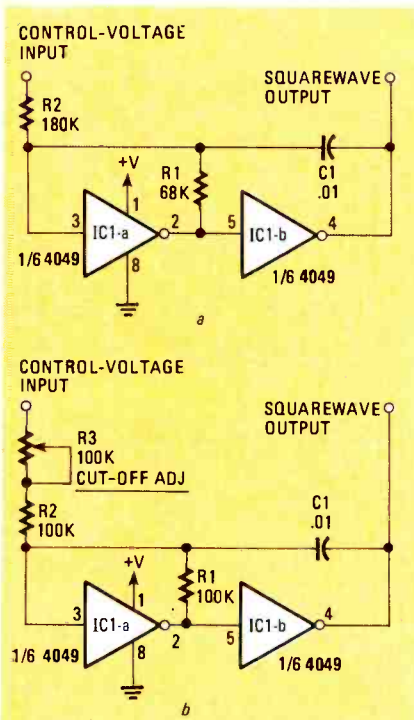 CONTROL-VOLTAGE
INPUT
SQUAREWAVE
OUTPUT
R2
180K
C1
.01
+V
R1
68K
1
3
IC1-a
2
5
IC1-b
4
8
1/6 4049
1/6 4049
a
CONTROL-VOLTAGE
INPUT
SQUAREWAVE
OUTPUT
R3
100K
CUT-OFF ADJ
R2
100K
C1
.01
+V
R1
100K
1
3
IC1-a
2
5
IC1-b
4
8
1/6 4049
1/6 4049
b